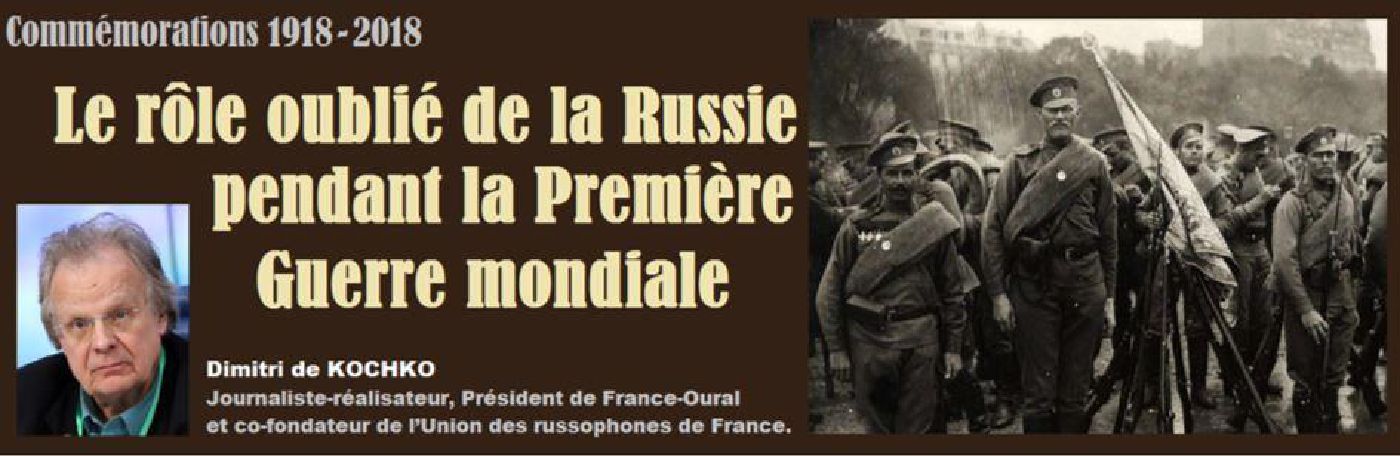 Commémorations 1918-2018
Le rôle oublié de la Russie
pendant la Première
Guerre mondiale
Dimitri de KOCHKO
Journaliste-réalisateur, Président de France-Oural
et co-fondateur de l’Union des russophones de France.